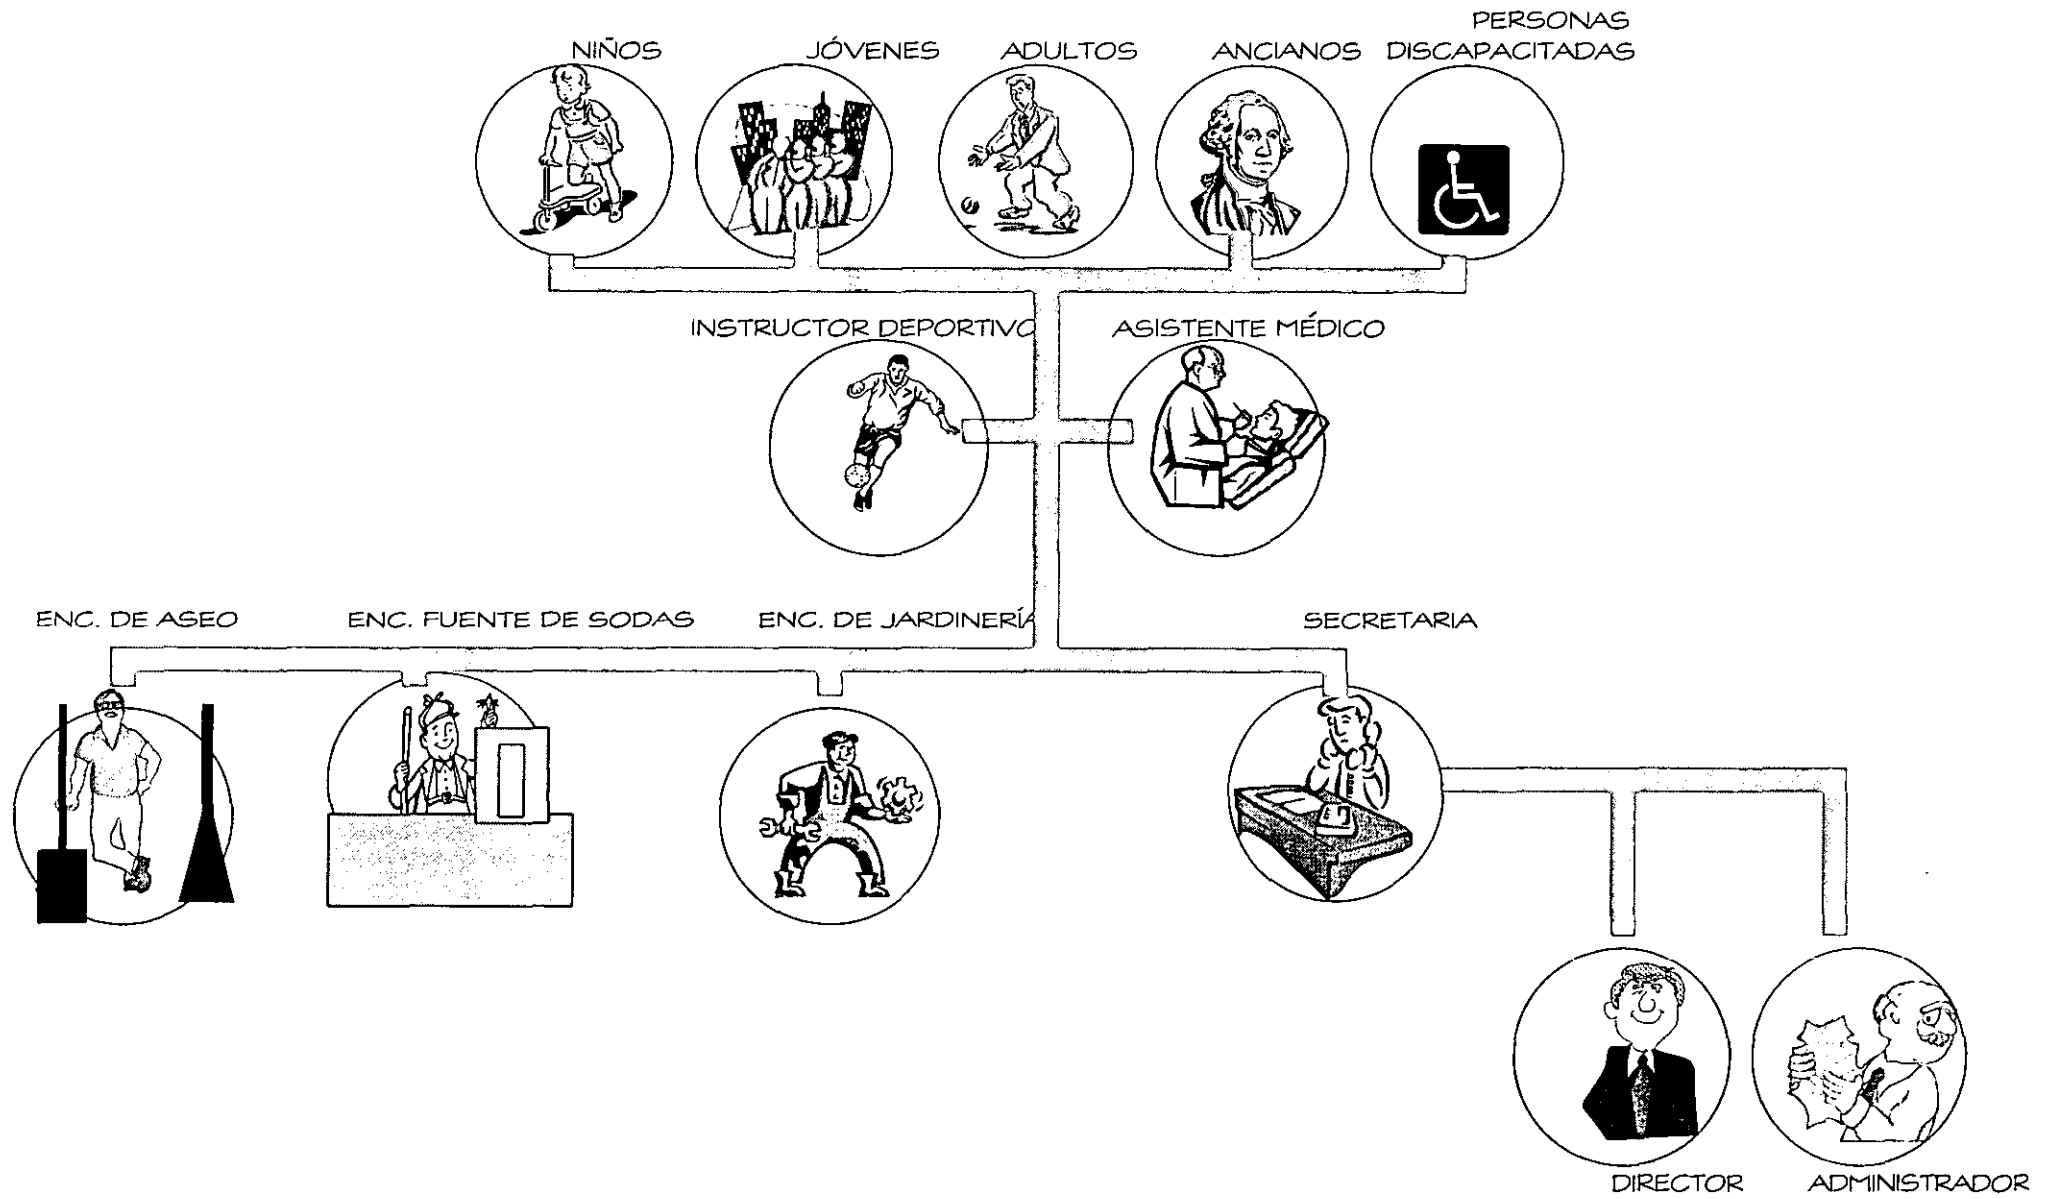 NIÑOS
JÓVENES
ADULTOS
ANCIANOS
PERSONAS
DISCAPACITADAS
INSTRUCTOR DEPORTIVO
ASISTENTE MÉDICO
ENC. DE ASEO
ENC. FUENTE DE SODAS
ENC. DE JARDINERÍA
SECRETARIA
DIRECTOR
ADMINISTRADOR